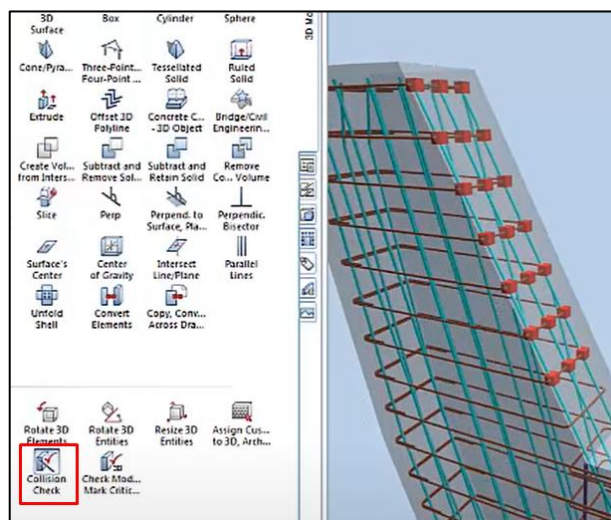 3D Box Cylinder Sphere
Surface
3D Mo
Cone/Pyra... Three-Point... Tessellated Ruled
Four-Point ... Solid Solid
Extrude Offset 3D Concrete C... Bridge/Civil
Polyline - 3D Object Engineerin...
Create Vol... Subtract and Subtract and Remove
from Inters... Remove Sol... Retain Solid Co... Volume
Slice Perp Perpend. to Perpendic.
Surface, Pla... Bisector
Surface's Center Intersect Parallel
Center of Gravity Line/Plane Lines
Unfold Convert Copy, Conv...
Shell Elements Across Dra...
Rotate 3D Rotate 3D Resize 3D Assign Cus...
Elements Entities Entities to 3D, Arch...
Collision Check Mod...
Check Mark Critic...